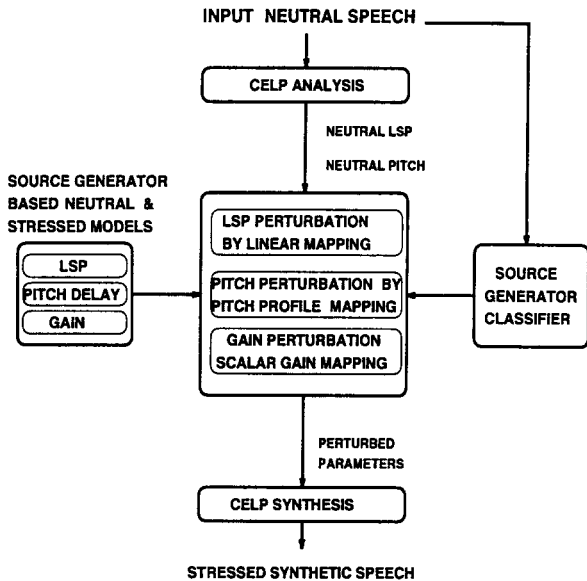 INPUT NEUTRAL SPEECH
CELP ANALYSIS
NEUTRAL LSP
NEUTRAL PITCH
SOURCE GENERATOR
BASED NEUTRAL &
STRESSED MODELS
LSP
PITCH DELAY
GAIN
LSP PERTURBATION
BY LINEAR MAPPING
PITCH PERTURBATION BY
PITCH PROFILE MAPPING
GAIN PERTURBATION
SCALAR GAIN MAPPING
SOURCE
GENERATOR
CLASSIFIER
PERTURBED
PARAMETERS
CELP SYNTHESIS
STRESSED SYNTHETIC SPEECH